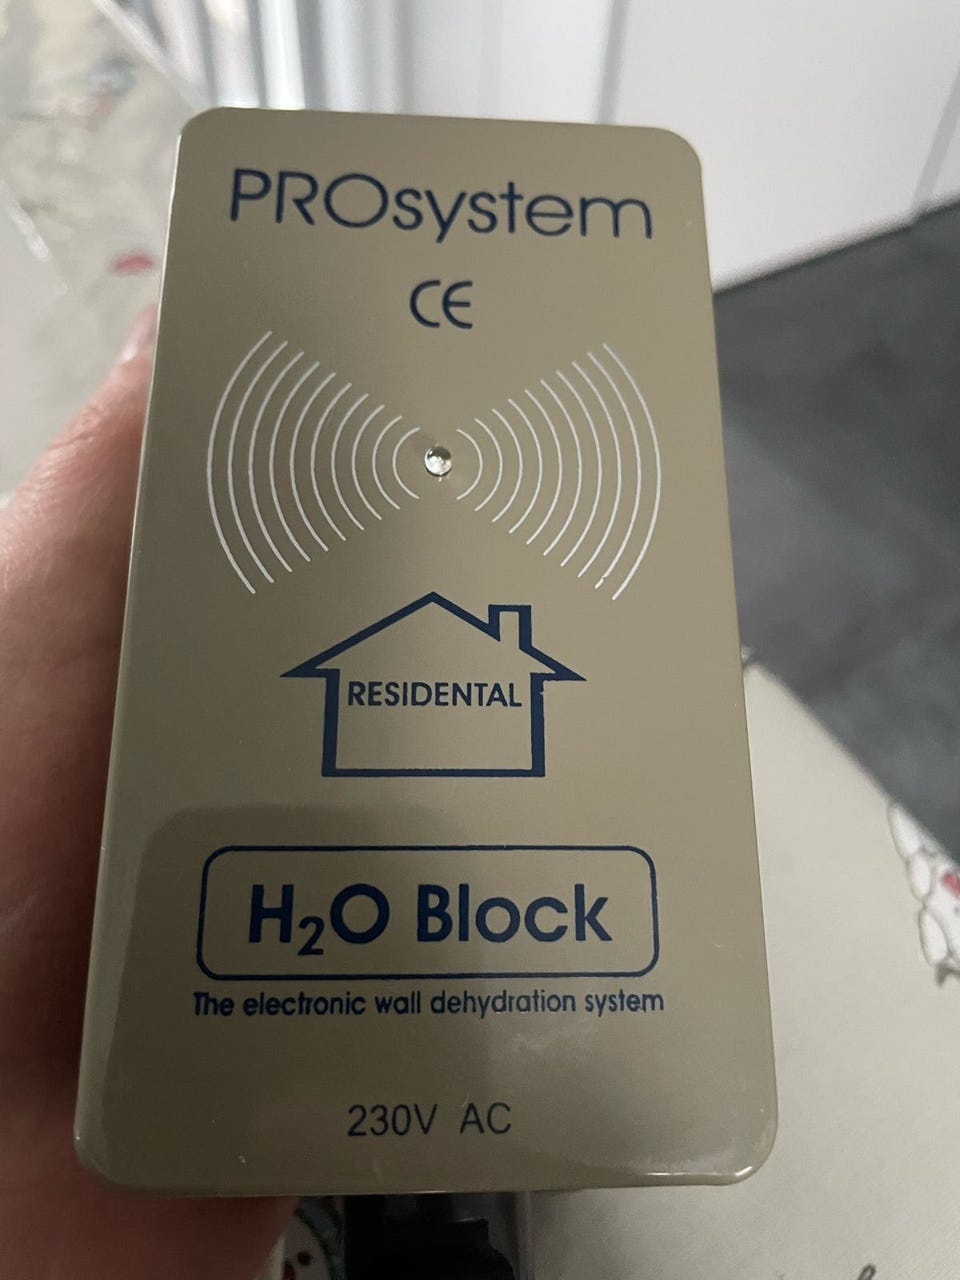 PROsystem
CE
RESIDENTAL
H₂O Block
The electronic wall dehydration system
230V AC